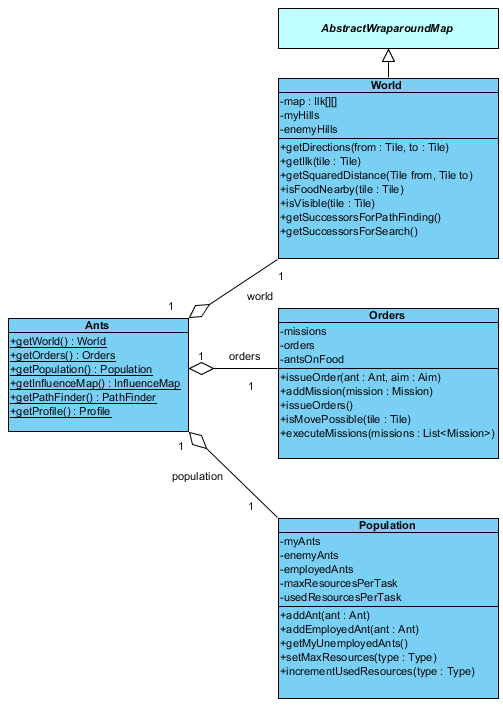 AbstractWraparoundMap
World
-map : Ilk[][]
-myHills
-enemyHills
+getDirections(from : Tile, to : Tile)
+getIlk(tile : Tile)
+getSquaredDistance(Tile from, Tile to)
+isFoodNearby(tile : Tile)
+isVisible(tile : Tile)
+getSuccessorsForPathFinding()
+getSuccessorsForSearch()
1
world
1
Ants
+getWorld() : World
+getOrders() : Orders
+getPopulation() : Population
+getInfluenceMap() : InfluenceMap
+getPathFinder() : PathFinder
+getProfile() : Profile
1
orders
1
Orders
-missions
-orders
-antsOnFood
+issueOrder(ant : Ant, aim : Aim)
+addMission(mission : Mission)
+issueOrders()
+isMovePossible(tile : Tile)
+executeMissions(missions : List<Mission>)
1
population
1
Population
-myAnts
-enemyAnts
-employedAnts
-maxResourcesPerTask
-usedResourcesPerTask
+addAnt(ant : Ant)
+addEmployedAnt(ant : Ant)
+getMyUnemployedAnts()
+setMaxResources(type : Type)
+incrementUsedResources(type : Type)